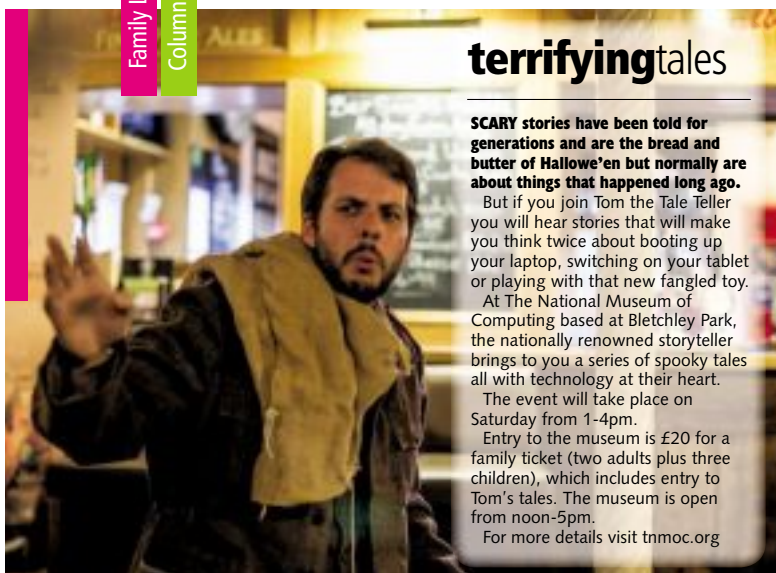 Family
Column
ALES
terrifyingtales
SCARY stories have been told for
generations and are the bread and
butter of Hallowe'en but normally are
about things that happened long ago.
But if you join Tom the Tale Teller
you will hear stories that will make
you think twice about booting up
your laptop, switching on your tablet
or playing with that new fangled toy.
At The National Museum of
Computing based at Bletchley Park,
the nationally renowned storyteller
brings to you a series of spooky tales
all with technology at their heart.
The event will take place on
Saturday from 1-4pm.
Entry to the museum is £20 for a
family ticket (two adults plus three
children), which includes entry to
Tom's tales. The museum is open
from noon-5pm.
For more details visit tnmoc.org